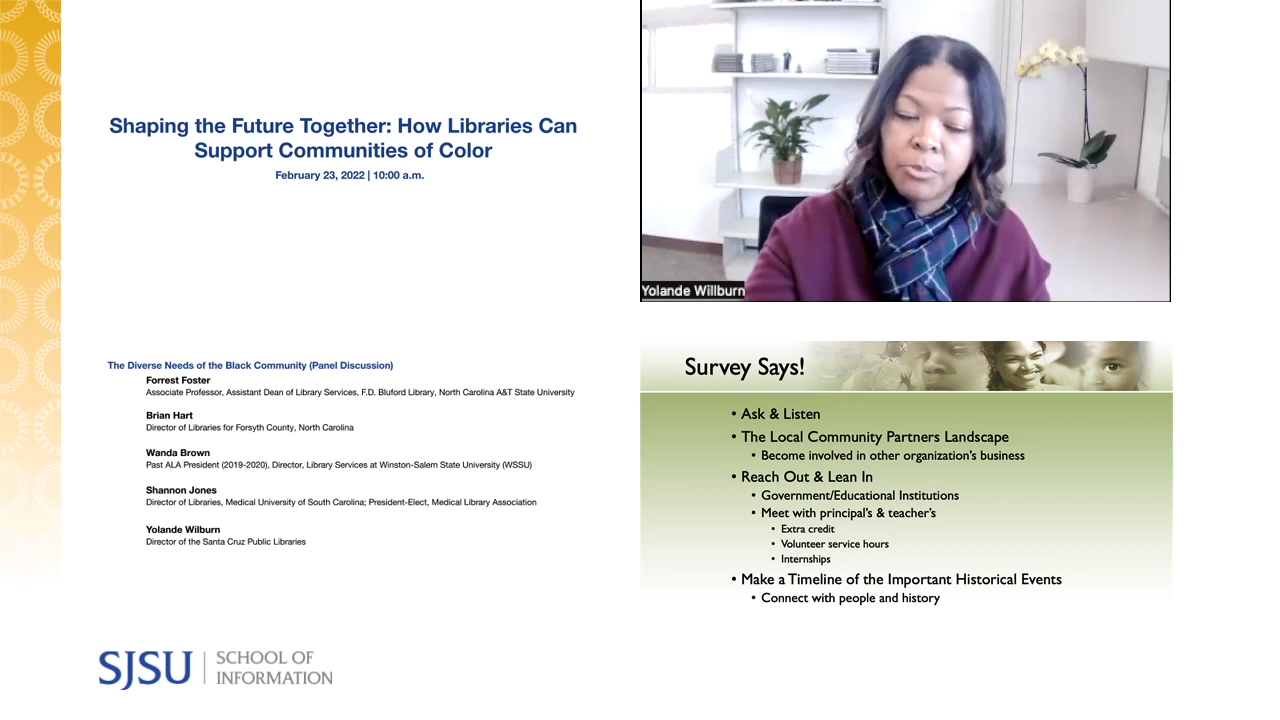 Shaping the Future Together: How Libraries Can
Support Communities of Color
February 23, 2022 | 10:00 a.m.
Yolande Willburn
The Diverse Needs of the Black Community (Panel Discussion)
Forrest Foster
Associate Professor, Assistant Dean of Library Services, F.D. Bluford Library, North Carolina A&T State University
Brian Hart
Director of Libraries for Forsyth County, North Carolina
Wanda Brown
Past ALA President (2019-2020), Director, Library Services at Winston-Salem State University (WSSU)
Shannon Jones
Director of Libraries, Medical University of South Carolina; President-Elect, Medical Library Association
Yolande Wilburn
Director of the Santa Cruz Public Libraries
Survey Says!
• Ask & Listen
• The Local Community Partners Landscape
• Become involved in other organization's business
• Reach Out & Lean In
• Government/Educational Institutions
• Meet with principal's & teacher's
• Extra credit
• Volunteer service hours
• Internships
• Make a Timeline of the Important Historical Events
• Connect with people and history
SJSU | SCHOOL OF
INFORMATION